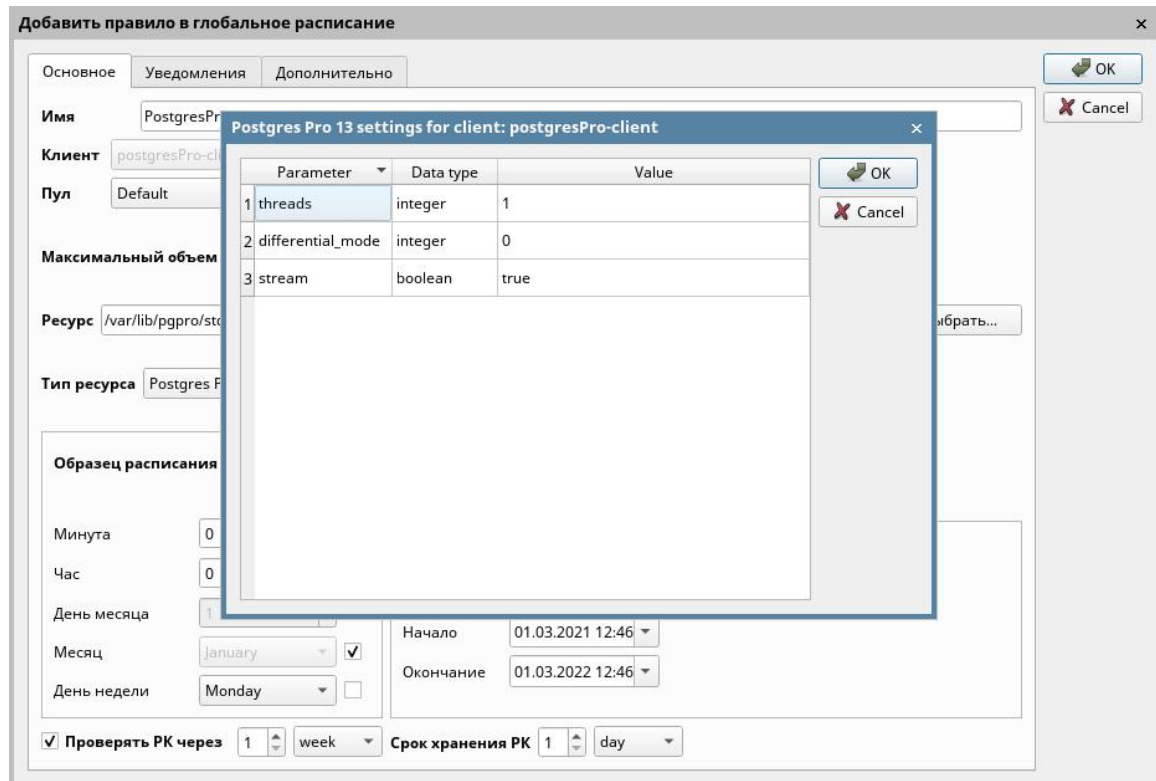 Добавить правило в глобальное расписание
Основное Уведомления Дополнительно
OK
Cancel
Имя PostgresPr
Клиент postgresPro-cli
Пул Default
Максимальный объем
Ресурс /var/lib/pgpro/std ыбрать...
Тип ресурса Postgres P
Postgres Pro 13 settings for client: postgresPro-client
Parameter Data type Value
1 threads integer 1
2 differential_mode integer 0
3 stream boolean true
OK
Cancel
Образец расписания
Минута 0
Час 0
День месяца 1
Месяц January
День недели Monday
Начало 01.03.2021 12:46
Окончание 01.03.2022 12:46
Проверять РК через 1 week Срок хранения РК 1 day